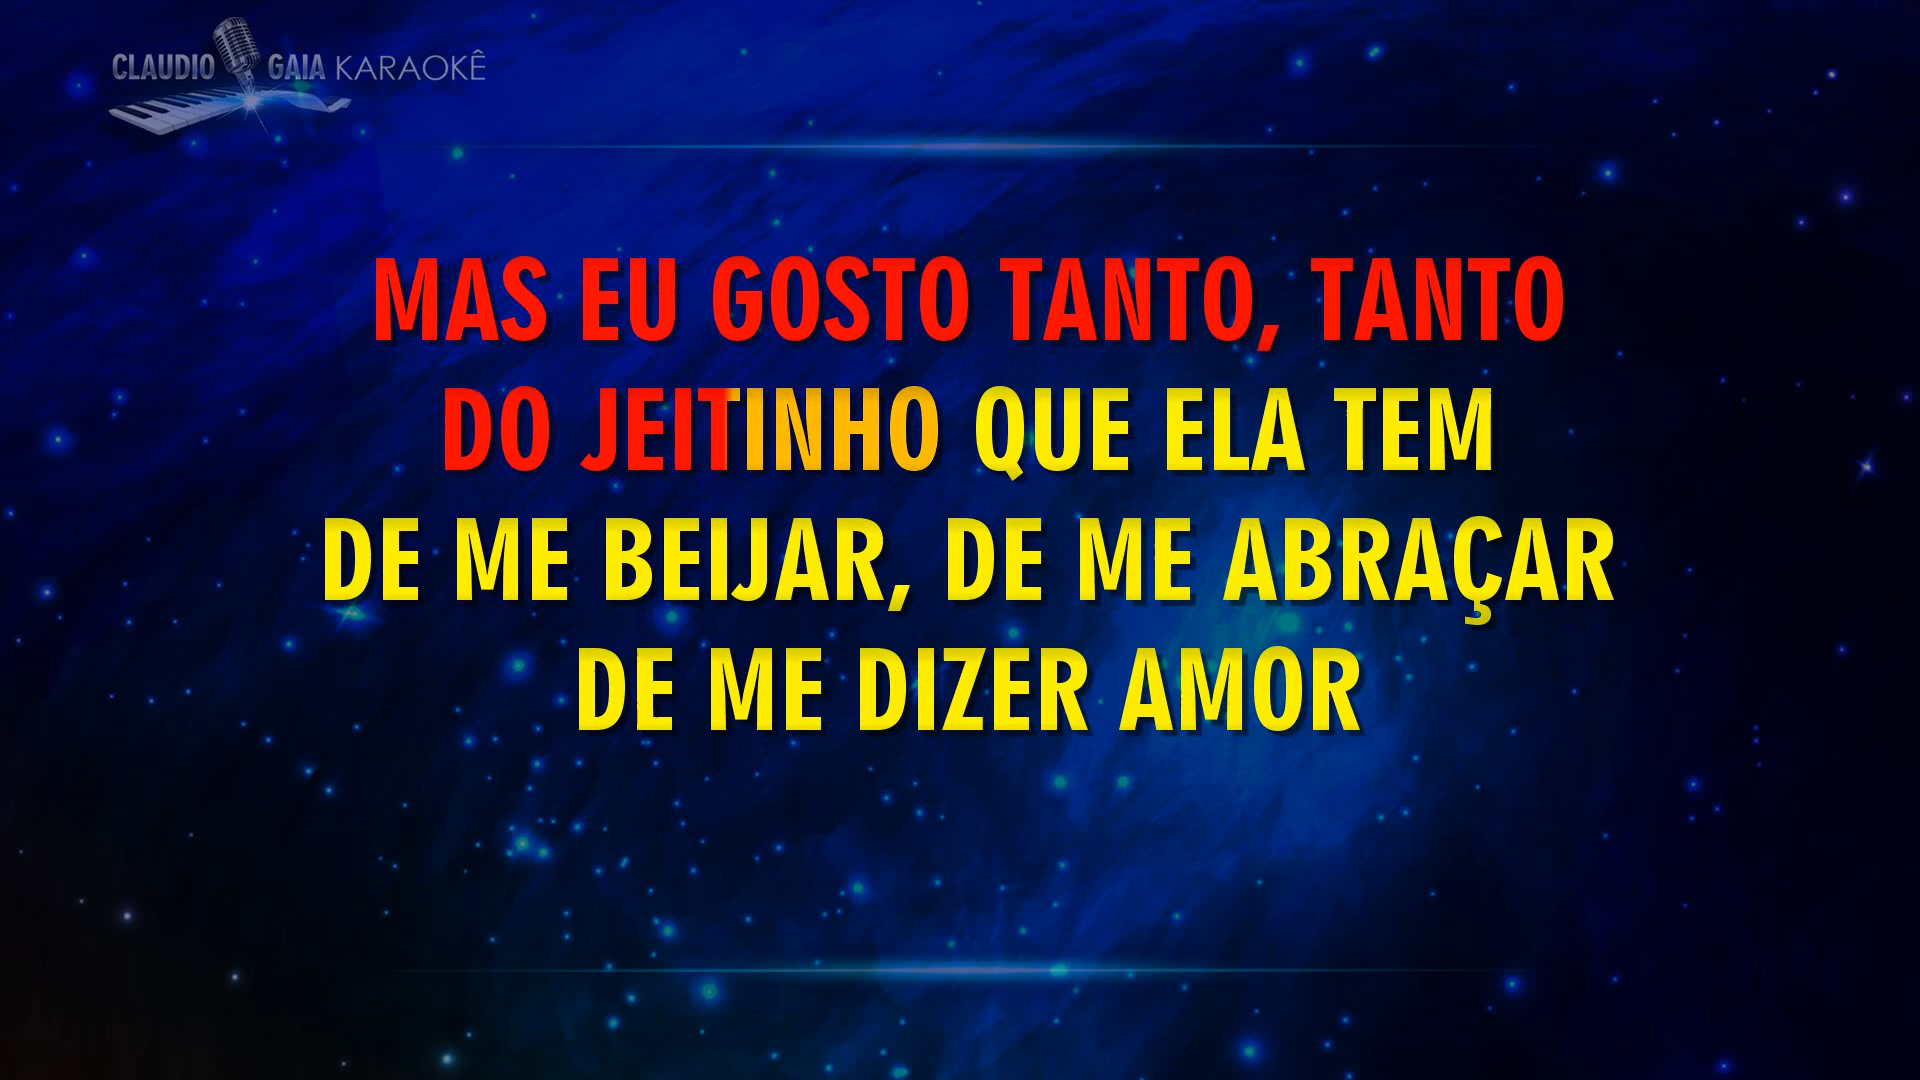 CLAUDIO GAIA KARAOKÊ
MAS EU GOSTO TANTO, TANTO
DO JEITINHO QUE ELA TEM
DE ME BEIJAR, DE ME ABRAÇAR
DE ME DIZER AMOR